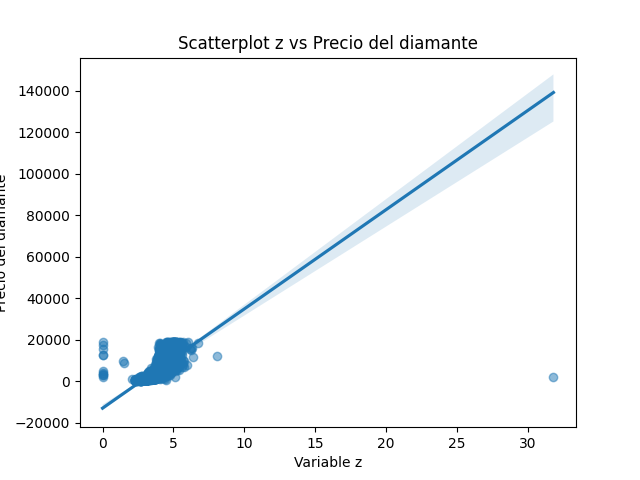 Scatterplot z vs Precio del diamante
Precio del diamante
140000
120000
100000
80000
60000
40000
20000
0
−20000
0 5 10 15 20 25 30
Variable z